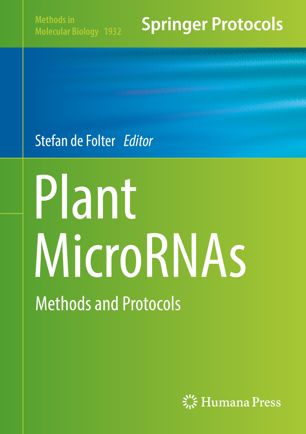 Methods in
Molecular Biology 1932
Springer Protocols
Stefan de Folter Editor
Plant
MicroRNAs
Methods and Protocols
Humana Press